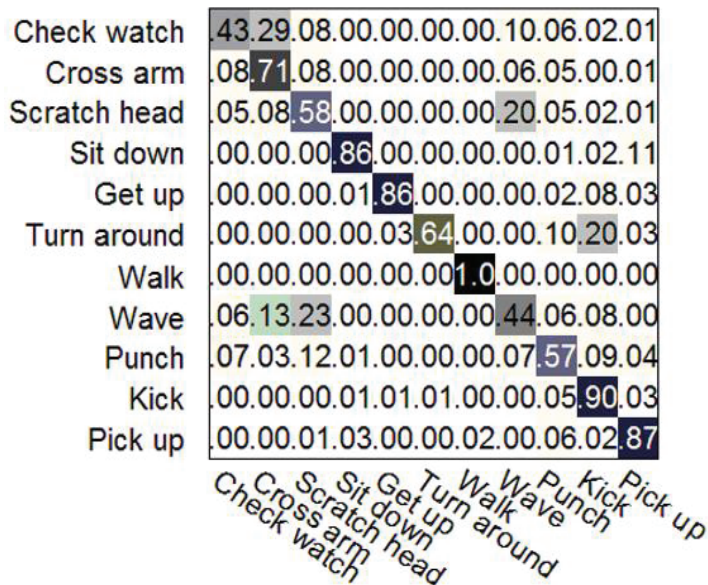 Check watch .43 .29 .08 .00 .00 .00 .00 .10 .06 .02 .01
Cross arm .08 .71 .08 .00 .00 .00 .00 .06 .05 .00 .01
Scratch head .05 .08 .58 .00 .00 .00 .00 .20 .05 .02 .01
Sit down .00 .00 .00 .86 .00 .00 .00 .00 .01 .02 .11
Get up .00 .00 .00 .01 .86 .00 .00 .00 .02 .08 .03
Turn around .00 .00 .00 .00 .03 .64 .00 .00 .10 .20 .03
Walk .00 .00 .00 .00 .00 .00 1.0 .00 .00 .00 .00
Wave .06 .13 .23 .00 .00 .00 .00 .44 .06 .08 .00
Punch .07 .03 .12 .01 .00 .00 .00 .07 .57 .09 .04
Kick .00 .00 .00 .01 .01 .01 .00 .00 .05 .90 .03
Pick up .00 .00 .01 .03 .00 .00 .02 .00 .06 .02 .87
Check watch
Cross arm
Scratch head
Sit down
Get up
Turn around
Walk
Wave
Punch
Kick
Pick up